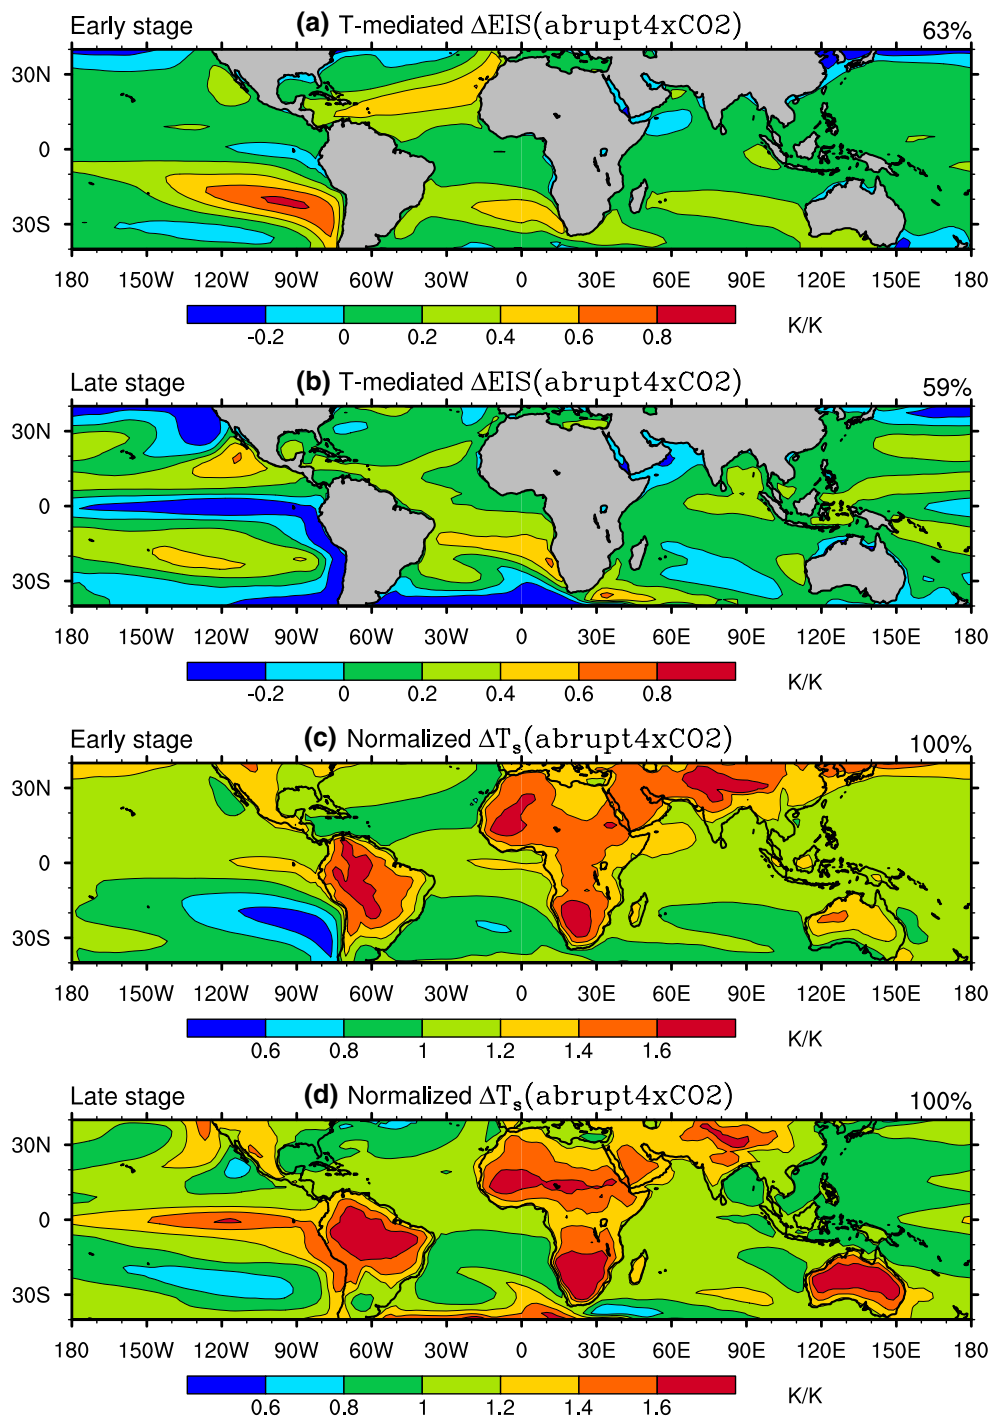 Early stage (a) T-mediated ΔEIS(abrupt4xCO2) 63%
30N
0
30S
180 150W 120W 90W 60W 30W 0 30E 60E 90E 120E 150E 180
-0.2 0 0.2 0.4 0.6 0.8 K/K
Late stage (b) T-mediated ΔEIS(abrupt4xCO2) 59%
30N
0
30S
180 150W 120W 90W 60W 30W 0 30E 60E 90E 120E 150E 180
-0.2 0 0.2 0.4 0.6 0.8 K/K
Early stage (c) Normalized ΔTs(abrupt4xCO2) 100%
30N
0
30S
180 150W 120W 90W 60W 30W 0 30E 60E 90E 120E 150E 180
0.6 0.8 1 1.2 1.4 1.6 K/K
Late stage (d) Normalized ΔTs(abrupt4xCO2) 100%
30N
0
30S
180 150W 120W 90W 60W 30W 0 30E 60E 90E 120E 150E 180
0.6 0.8 1 1.2 1.4 1.6 K/K